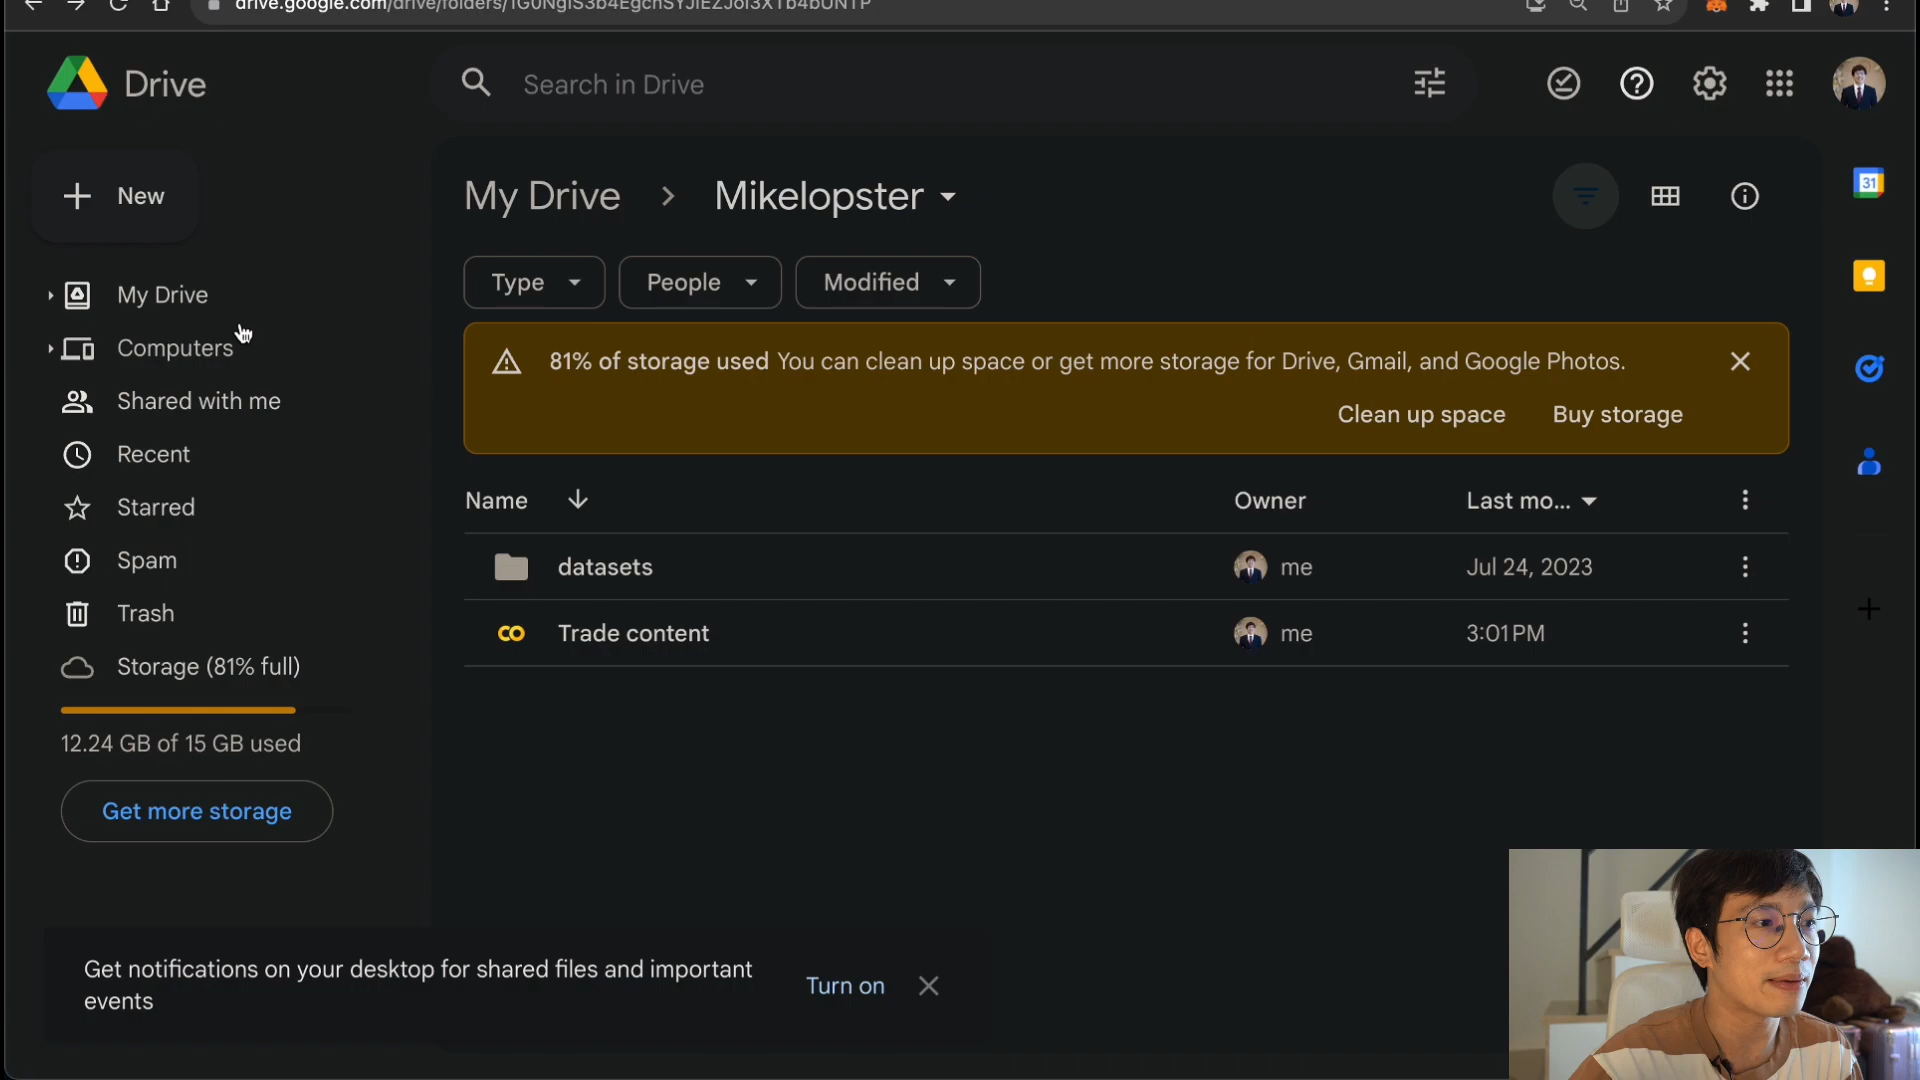 Drive
Search in Drive
New
My Drive
Mikelopster
Type
People
Modified
My Drive
Computers
Shared with me
Recent
Starred
Spam
Trash
Storage (81% full)
12.24 GB of 15 GB used
Get more storage
81% of storage used You can clean up space or get more storage for Drive, Gmail, and Google Photos.
Clean up space
Buy storage
Name
Owner
Last mo...
datasets
me
Jul 24, 2023
Trade content
me
3:01 PM
31
Get notifications on your desktop for shared files and important
events
Turn on